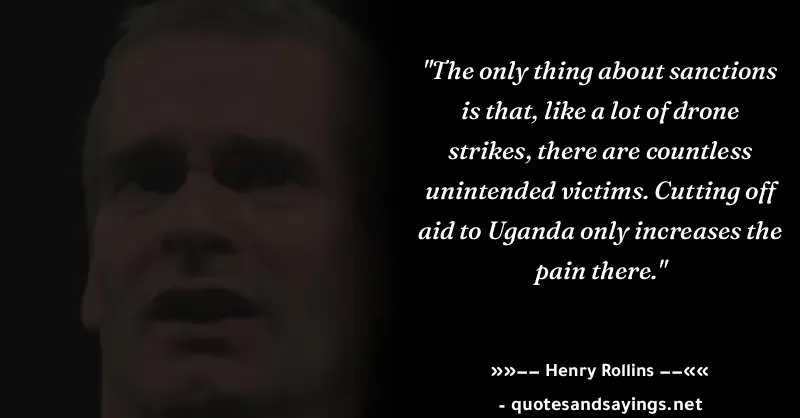 "The only thing about sanctions
is that, like a lot of drone
strikes, there are countless
unintended victims. Cutting off
aid to Uganda only increases the
pain there."
»»−− Henry Rollins −−««
- quotesandsayings.net